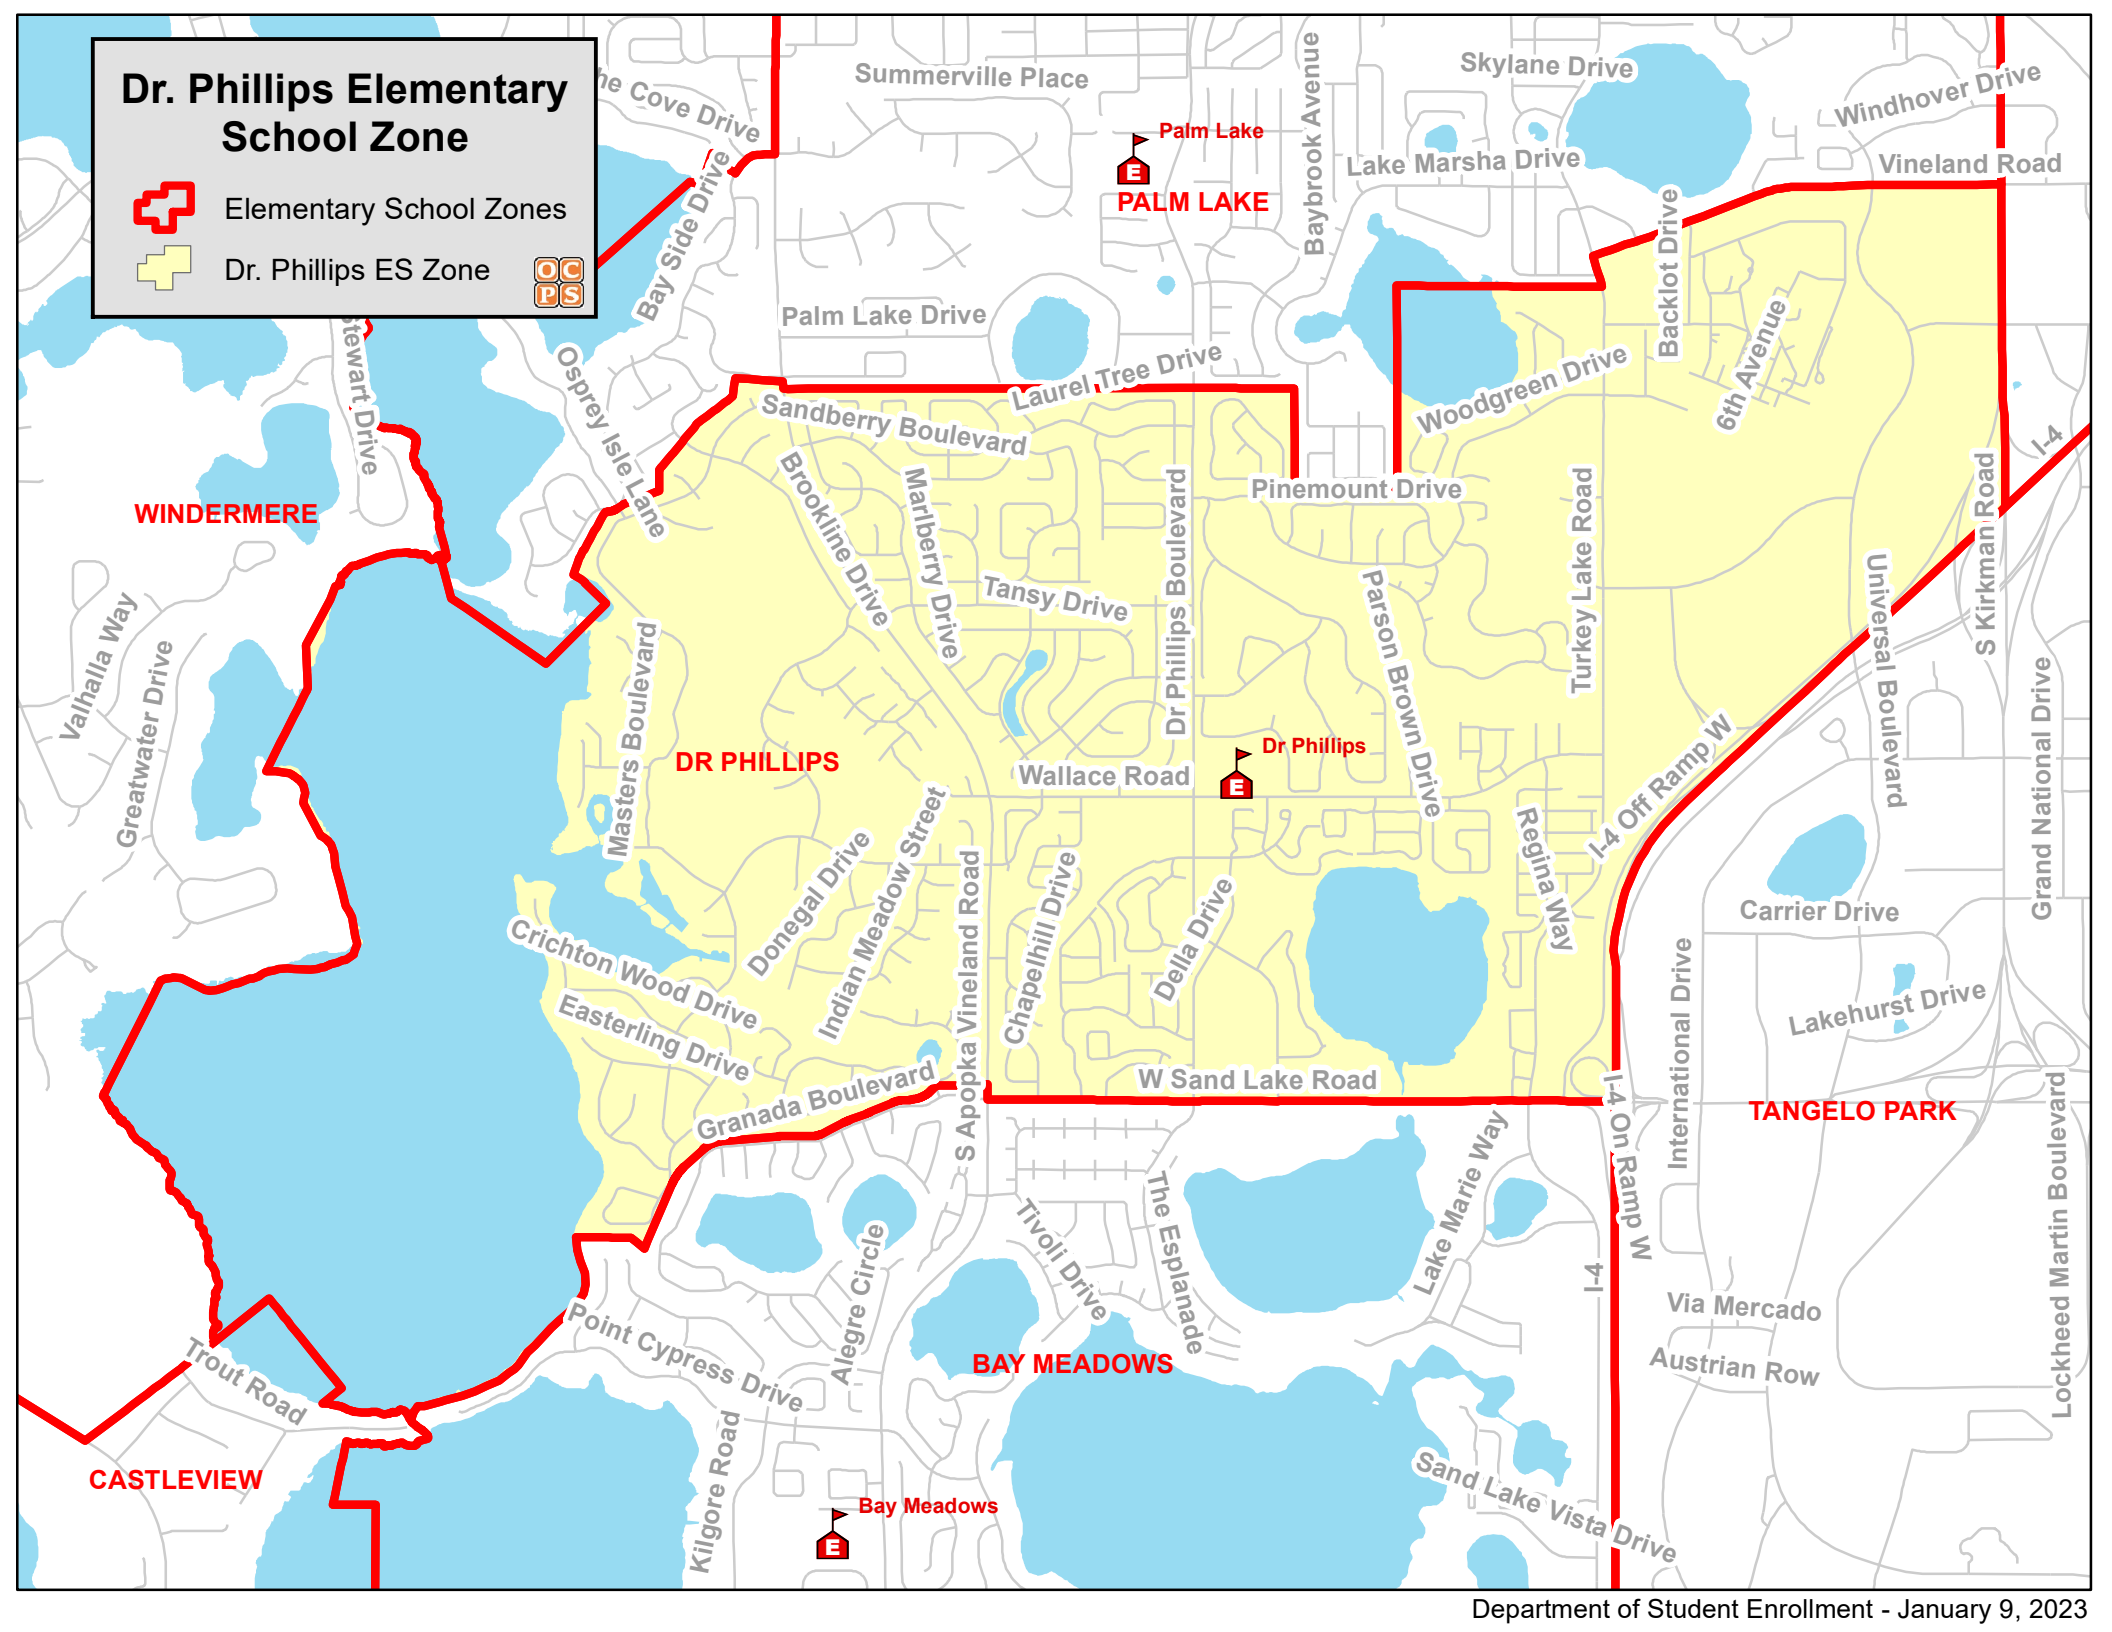 Dr. Phillips Elementary
School Zone
Elementary School Zones
Dr. Phillips ES Zone
OC
PS
he Cove Drive
Summerville Place
Baybrook Avenue
Skylane Drive
Windhover Drive
Palm Lake
E
PALM LAKE
Lake Marsha Drive
Vineland Road
Bay Side Drive
Backlot Drive
Palm Lake Drive
Stewart Drive
Osprey Isle Lane
Laurel Tree Drive
Woodgreen Drive
6th Avenue
Sandberry Boulevard
I-4
WINDERMERE
Brookline Drive
Marlberry Drive
Dr Phillips Boulevard
Pinemount Drive
Turkey Lake Road
S Kirkman Road
Tansy Drive
Parson Brown Drive
Universal Boulevard
Valhalla Way
Greatwater Drive
Masters Boulevard
Grand National Drive
DR PHILLIPS
Dr Phillips
E
Wallace Road
I-4 Off Ramp W
Regina Way
Donegal Drive
Indian Meadow Street
S Apopka Vineland Road
Chapelhill Drive
Della Drive
Carrier Drive
Crichton Wood Drive
Easterling Drive
International Drive
Lakehurst Drive
Granada Boulevard
W Sand Lake Road
I-4 On Ramp W
TANGELO PARK
Lockheed Martin Boulevard
Lake Marie Way
The Esplanade
Tivoli Drive
Alegre Circle
I-4
Via Mercado
Point Cypress Drive
Trout Road
BAY MEADOWS
Austrian Row
CASTLEVIEW
Kilgore Road
Bay Meadows
E
Sand Lake Vista Drive
Department of Student Enrollment - January 9, 2023